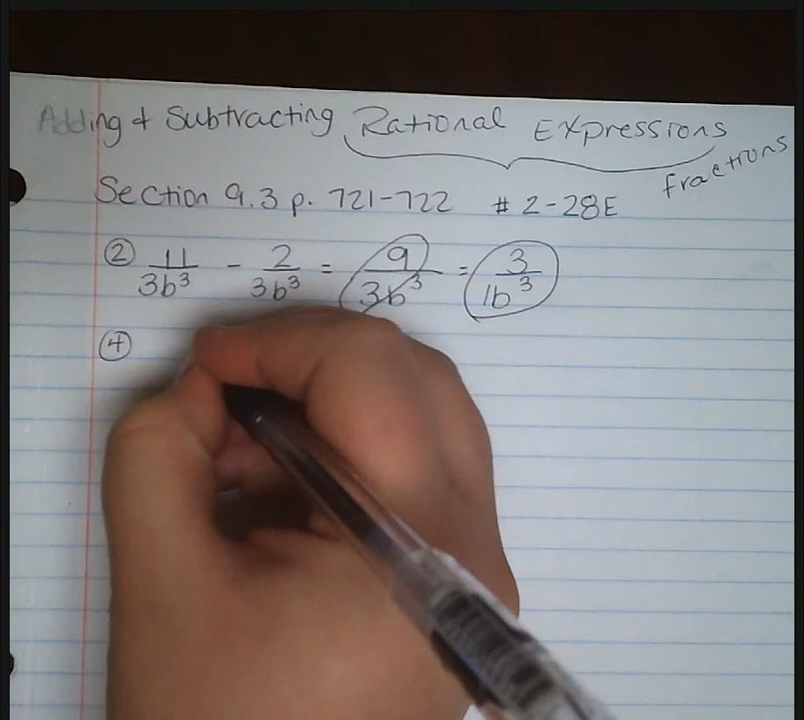 Adding + Subtracting Rational Expressions
fractions
Section 9.3 p. 721-722 # 2-28E
② 11/3b³ - 2/3b³ = 9/3b³ = 3/1b³
④